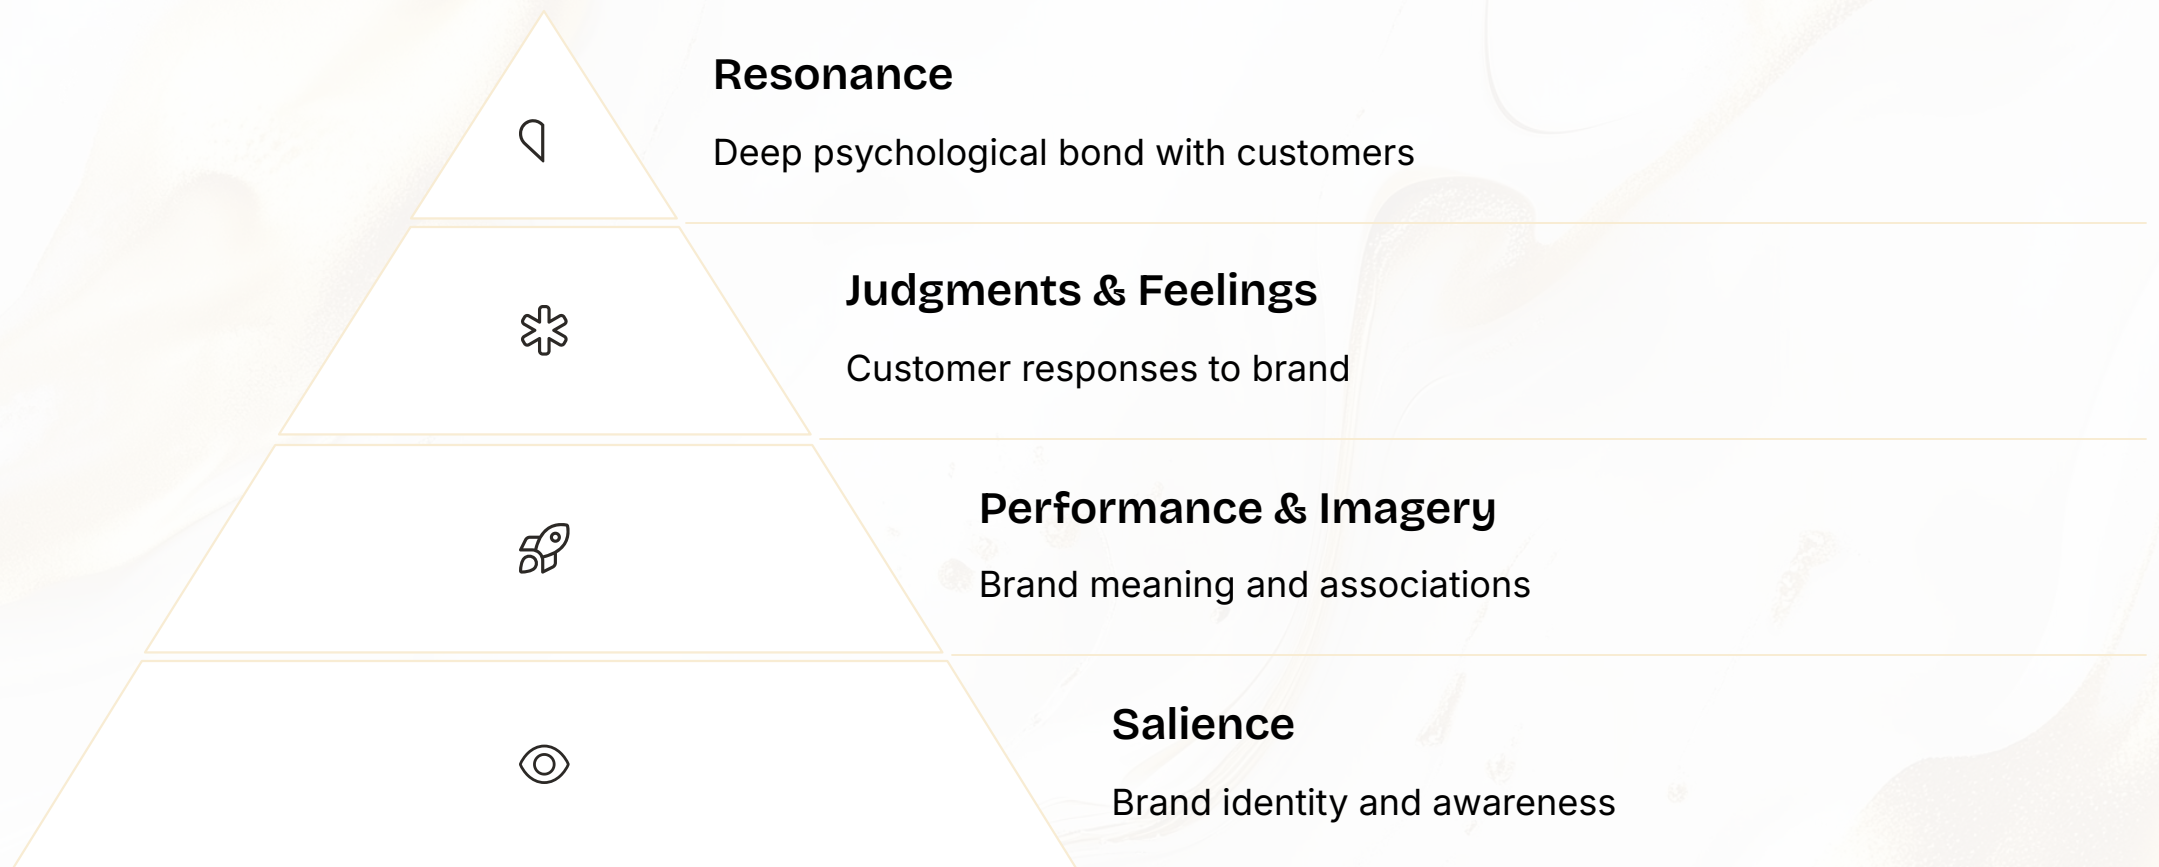 Resonance
Deep psychological bond with customers
Judgments & Feelings
Customer responses to brand
Performance & Imagery
Brand meaning and associations
Salience
Brand identity and awareness